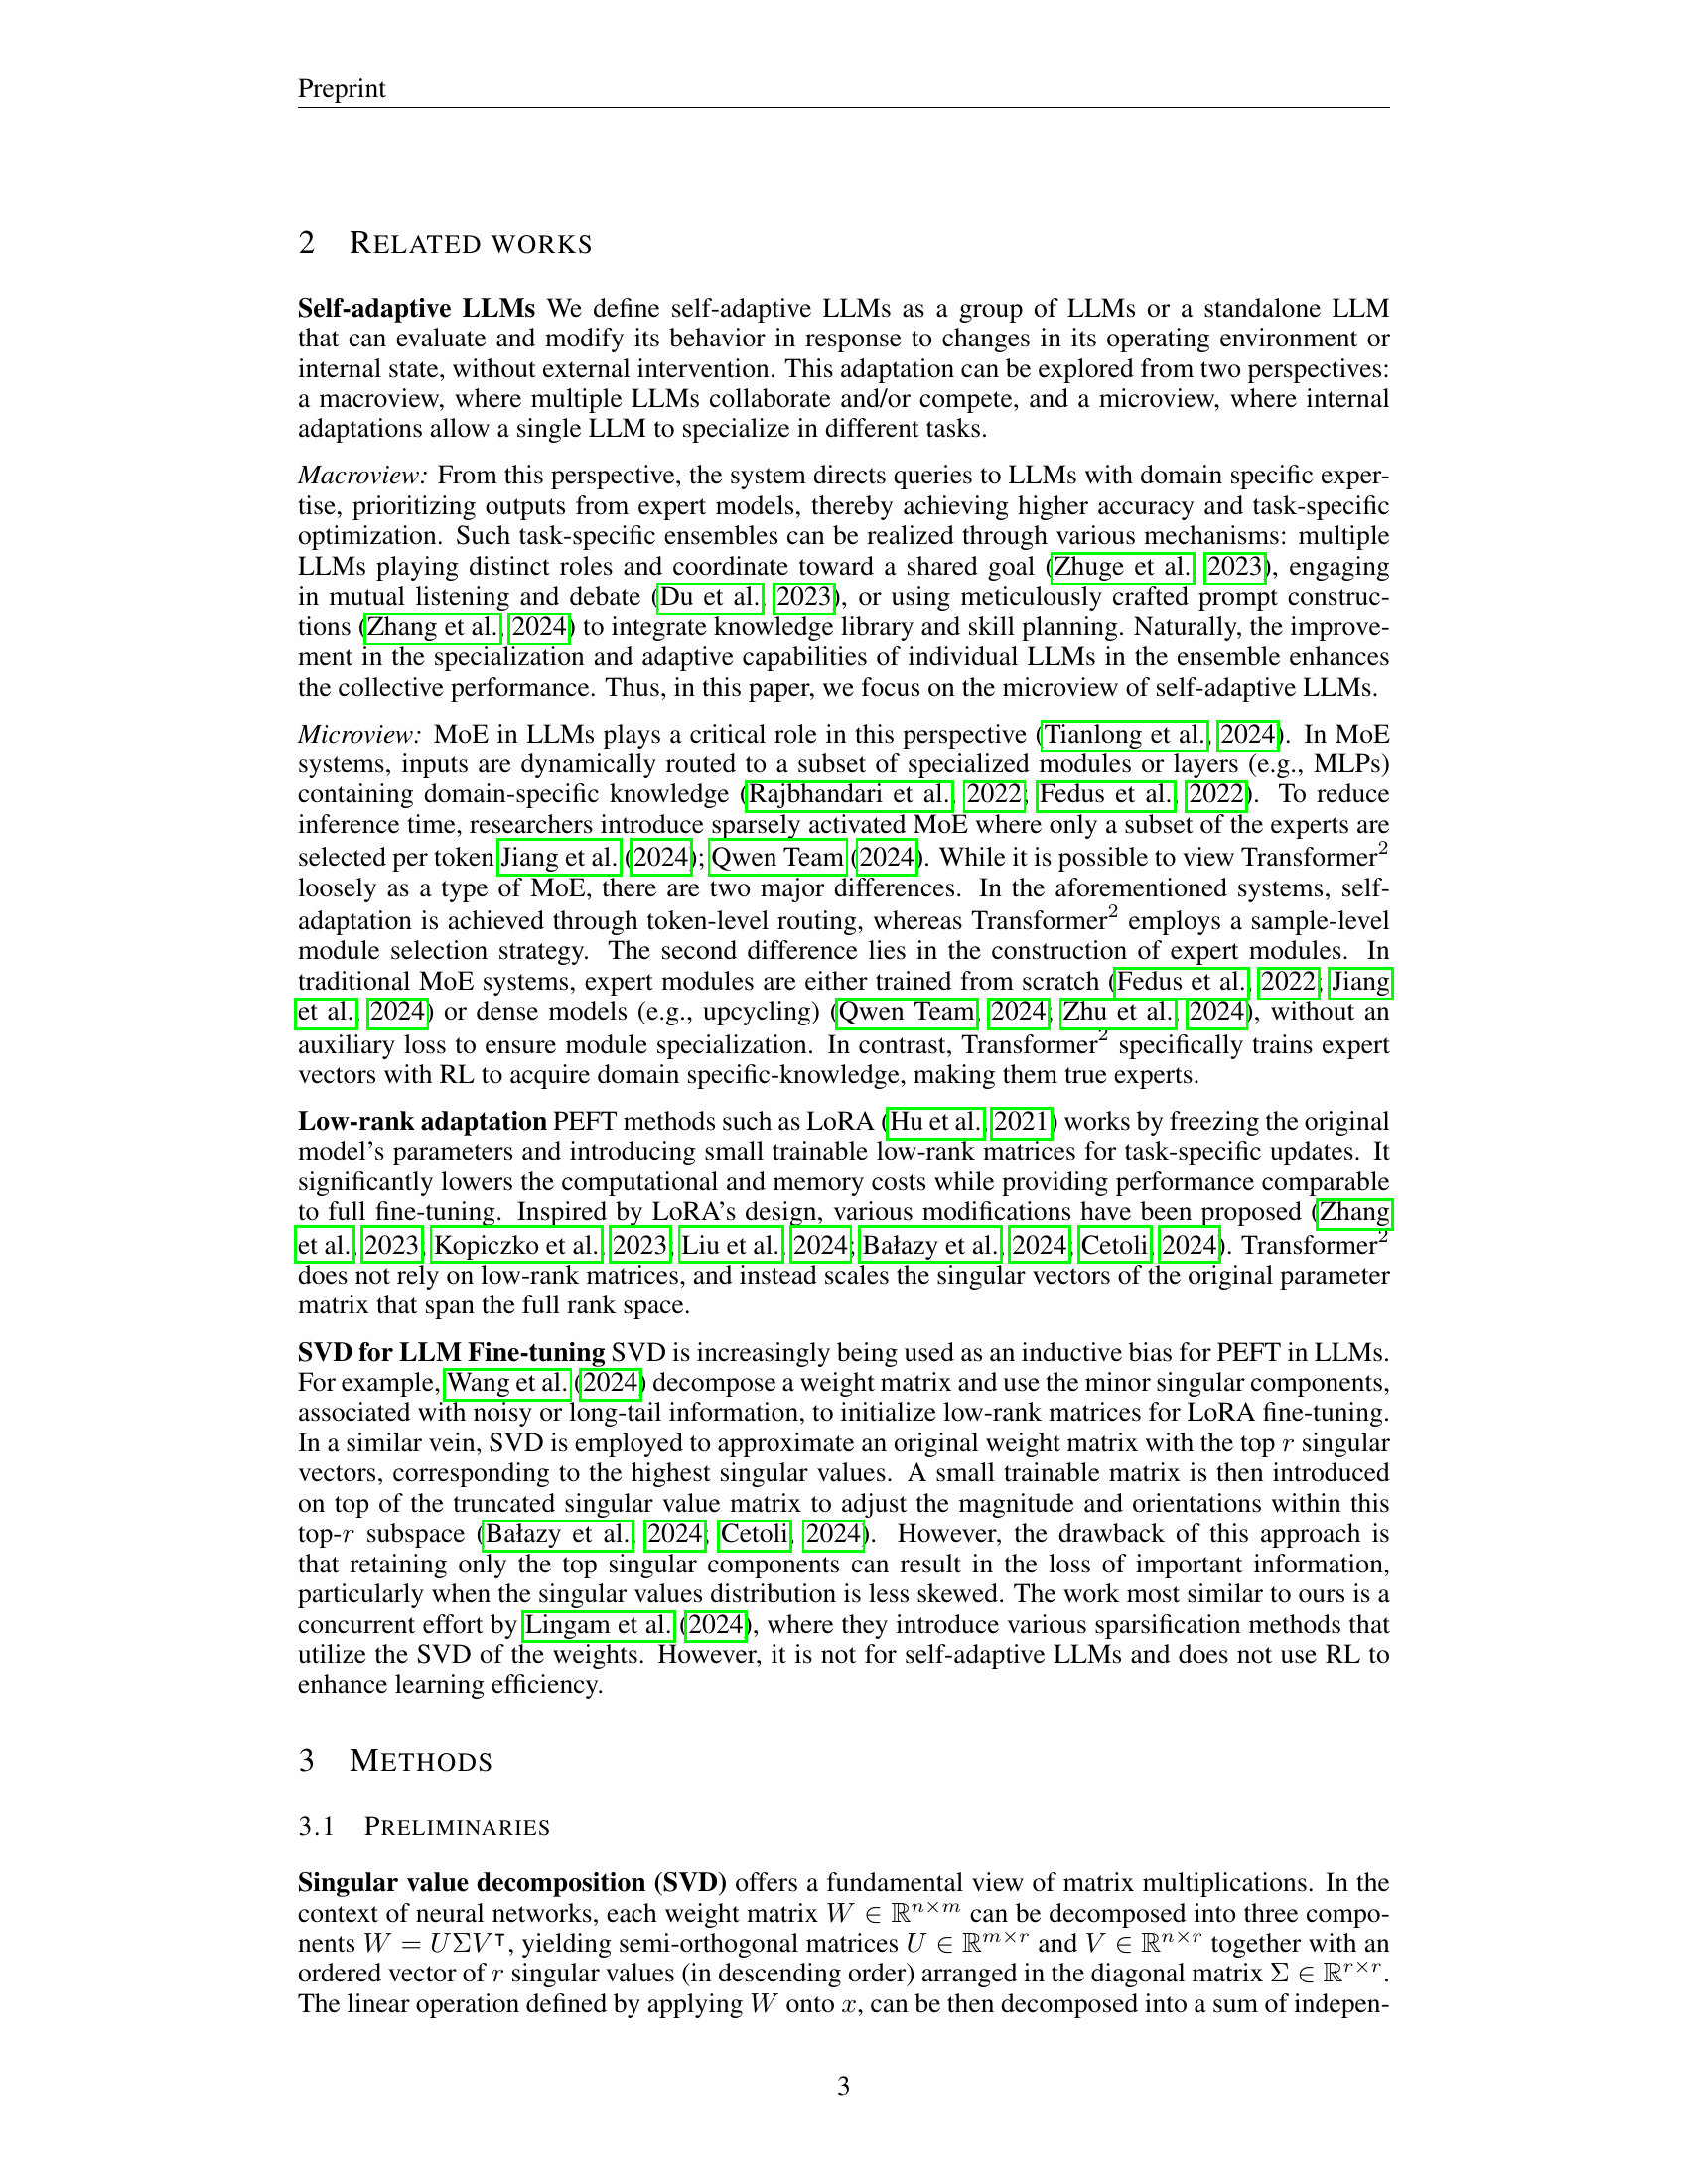 Preprint
2 RELATED WORKS
Self-adaptive LLMs We define self-adaptive LLMs as a group of LLMs or a standalone LLM
that can evaluate and modify its behavior in response to changes in its operating environment or
internal state, without external intervention. This adaptation can be explored from two perspectives:
a macroview, where multiple LLMs collaborate and/or compete, and a microview, where internal
adaptations allow a single LLM to specialize in different tasks.
Macroview: From this perspective, the system directs queries to LLMs with domain specific exper-
tise, prioritizing outputs from expert models, thereby achieving higher accuracy and task-specific
optimization. Such task-specific ensembles can be realized through various mechanisms: multiple
LLMs playing distinct roles and coordinate toward a shared goal (Zhuge et al., 2023), engaging
in mutual listening and debate (Du et al., 2023), or using meticulously crafted prompt construc-
tions (Zhang et al., 2024) to integrate knowledge library and skill planning. Naturally, the improve-
ment in the specialization and adaptive capabilities of individual LLMs in the ensemble enhances
the collective performance. Thus, in this paper, we focus on the microview of self-adaptive LLMs.
Microview: MoE in LLMs plays a critical role in this perspective (Tianlong et al., 2024). In MoE
systems, inputs are dynamically routed to a subset of specialized modules or layers (e.g., MLPs)
containing domain-specific knowledge (Rajbhandari et al., 2022; Fedus et al., 2022). To reduce
inference time, researchers introduce sparsely activated MoE where only a subset of the experts are
selected per token Jiang et al. (2024); Qwen Team (2024). While it is possible to view Transformer²
loosely as a type of MoE, there are two major differences. In the aforementioned systems, self-
adaptation is achieved through token-level routing, whereas Transformer² employs a sample-level
module selection strategy. The second difference lies in the construction of expert modules. In
traditional MoE systems, expert modules are either trained from scratch (Fedus et al., 2022; Jiang
et al., 2024) or dense models (e.g., upcycling) (Qwen Team, 2024; Zhu et al., 2024), without an
auxiliary loss to ensure module specialization. In contrast, Transformer² specifically trains expert
vectors with RL to acquire domain specific-knowledge, making them true experts.
Low-rank adaptation PEFT methods such as LoRA (Hu et al., 2021) works by freezing the original
model's parameters and introducing small trainable low-rank matrices for task-specific updates. It
significantly lowers the computational and memory costs while providing performance comparable
to full fine-tuning. Inspired by LoRA's design, various modifications have been proposed (Zhang
et al., 2023; Kopiczko et al., 2023; Liu et al., 2024; Bałazy et al., 2024; Cetoli, 2024). Transformer²
does not rely on low-rank matrices, and instead scales the singular vectors of the original parameter
matrix that span the full rank space.
SVD for LLM Fine-tuning SVD is increasingly being used as an inductive bias for PEFT in LLMs.
For example, Wang et al. (2024) decompose a weight matrix and use the minor singular components,
associated with noisy or long-tail information, to initialize low-rank matrices for LoRA fine-tuning.
In a similar vein, SVD is employed to approximate an original weight matrix with the top r singular
vectors, corresponding to the highest singular values. A small trainable matrix is then introduced
on top of the truncated singular value matrix to adjust the magnitude and orientations within this
top-r subspace (Bałazy et al., 2024; Cetoli, 2024). However, the drawback of this approach is
that retaining only the top singular components can result in the loss of important information,
particularly when the singular values distribution is less skewed. The work most similar to ours is a
concurrent effort by Lingam et al. (2024), where they introduce various sparsification methods that
utilize the SVD of the weights. However, it is not for self-adaptive LLMs and does not use RL to
enhance learning efficiency.
3 METHODS
3.1 PRELIMINARIES
Singular value decomposition (SVD) offers a fundamental view of matrix multiplications. In the
context of neural networks, each weight matrix W ∈ ℝⁿˣᵐ can be decomposed into three compo-
nents W = UΣV⊺, yielding semi-orthogonal matrices U ∈ ℝᵐˣʳ and V ∈ ℝⁿˣʳ together with an
ordered vector of r singular values (in descending order) arranged in the diagonal matrix Σ ∈ ℝʳˣʳ.
The linear operation defined by applying W onto x, can be then decomposed into a sum of indepen-
3